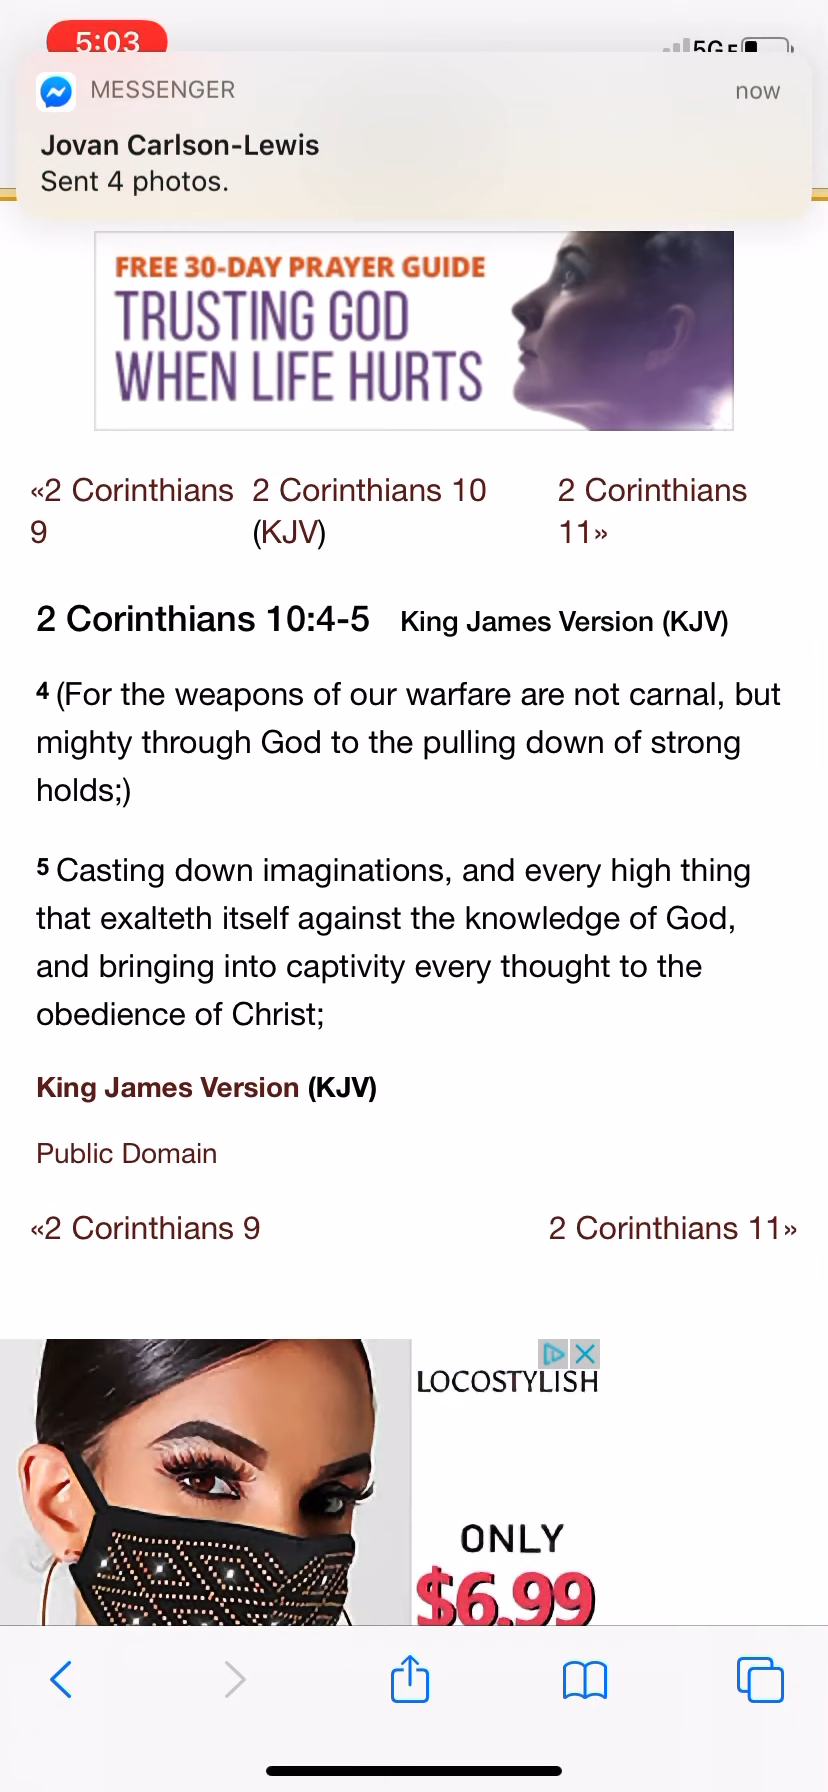 5:03
5G E
MESSENGER
now
Jovan Carlson-Lewis
Sent 4 photos.
FREE 30-DAY PRAYER GUIDE
TRUSTING GOD
WHEN LIFE HURTS
«2 Corinthians 9
2 Corinthians 10 (KJV)
2 Corinthians 11»
2 Corinthians 10:4-5 King James Version (KJV)
4 (For the weapons of our warfare are not carnal, but
mighty through God to the pulling down of strong
holds;)
5 Casting down imaginations, and every high thing
that exalteth itself against the knowledge of God,
and bringing into captivity every thought to the
obedience of Christ;
King James Version (KJV)
Public Domain
«2 Corinthians 9
2 Corinthians 11»
LOCOSTYLISH
ONLY
$6.99